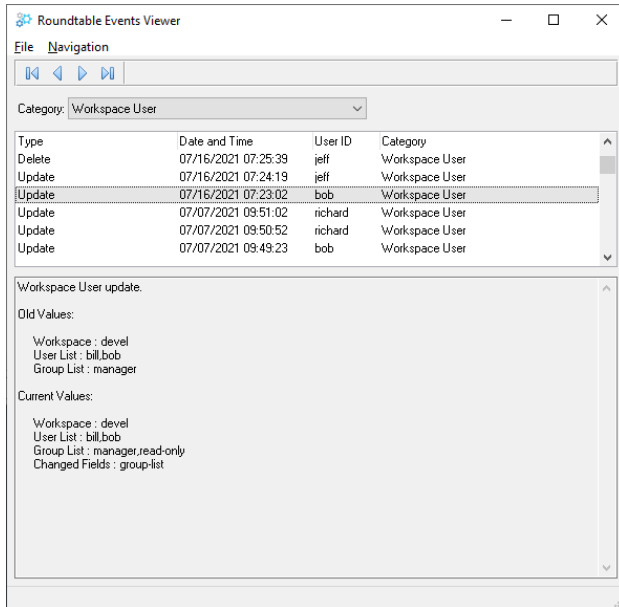 Roundtable Events Viewer
File Navigation
Category: Workspace User
Type Date and Time User ID Category
Delete 07/16/2021 07:25:39 jeff Workspace User
Update 07/16/2021 07:24:19 jeff Workspace User
Update 07/16/2021 07:23:02 bob Workspace User
Update 07/07/2021 09:51:02 richard Workspace User
Update 07/07/2021 09:50:52 richard Workspace User
Update 07/07/2021 09:49:23 bob Workspace User
Workspace User update.
Old Values:
Workspace : devel
User List : bill,bob
Group List : manager
Current Values:
Workspace : devel
User List : bill,bob
Group List : manager,read-only
Changed Fields : group-list